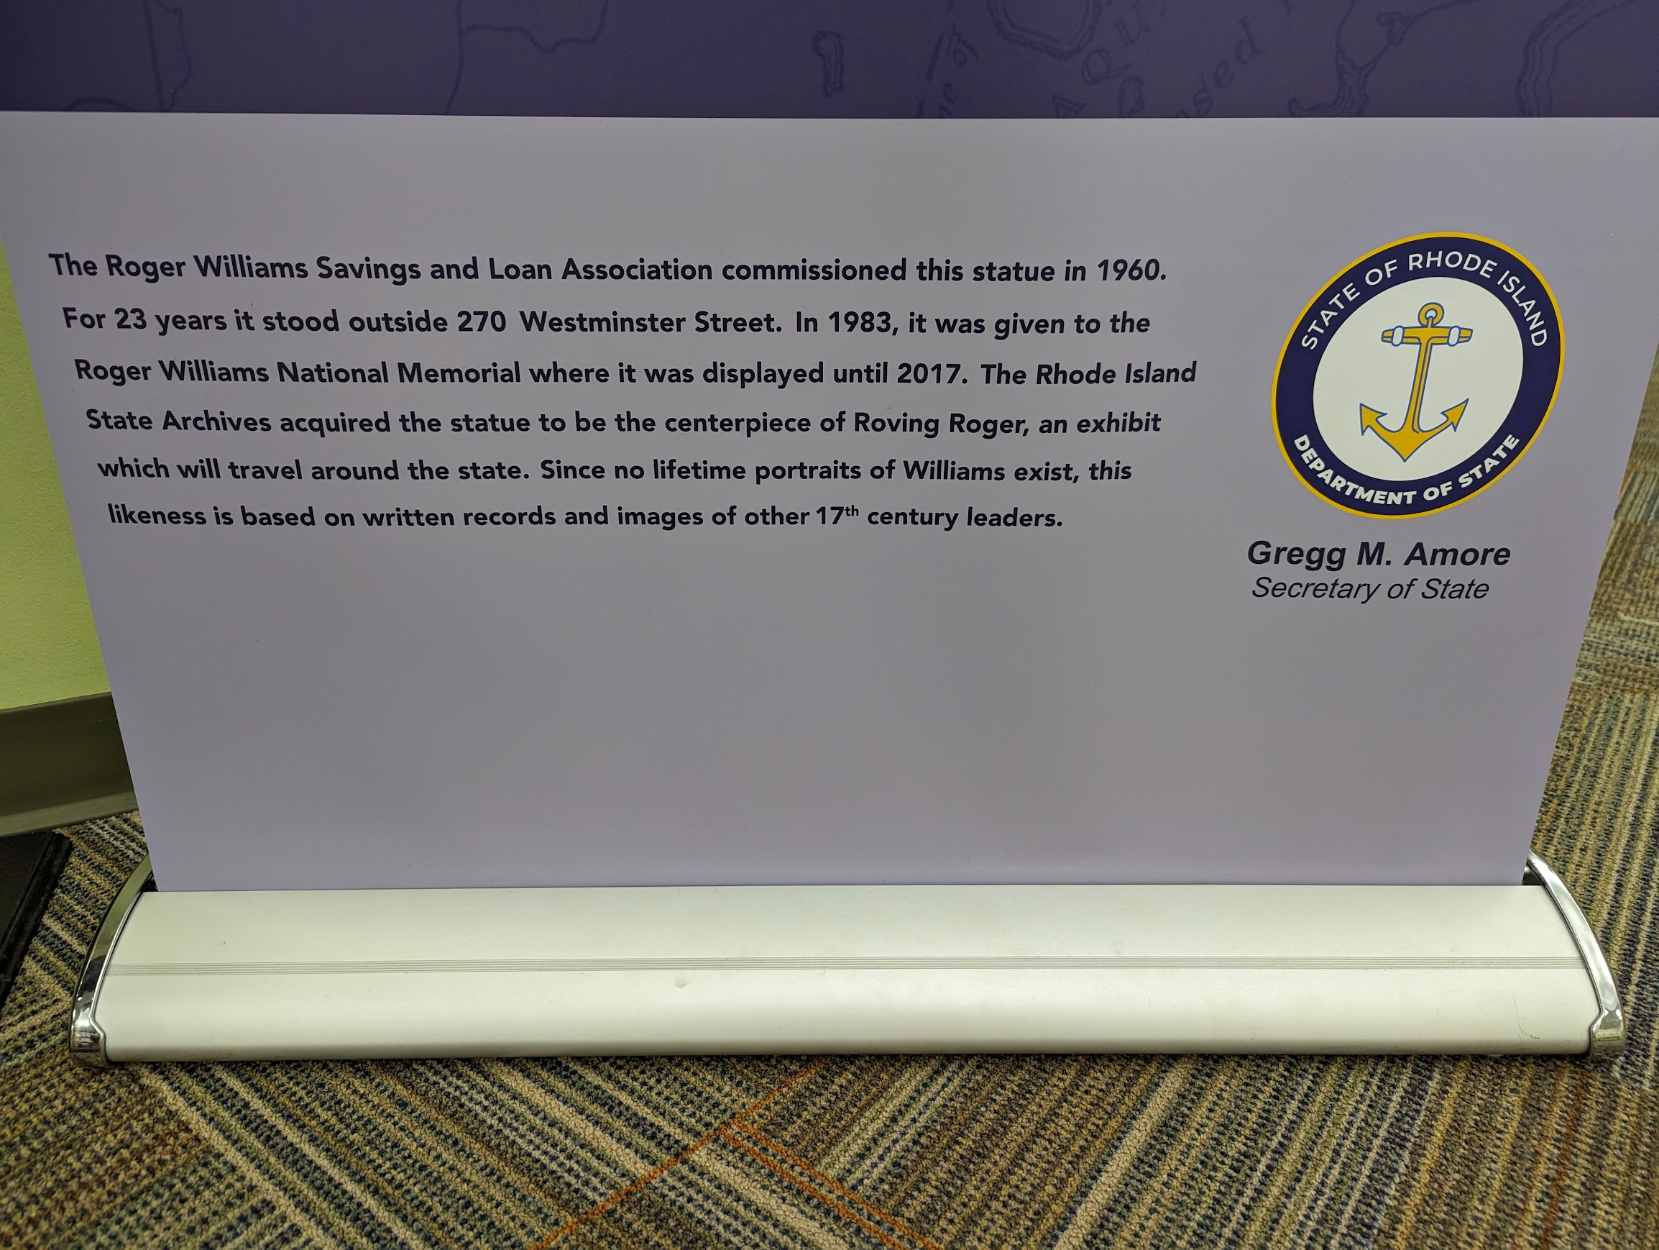 The Roger Williams Savings and Loan Association commissioned this statue in 1960.
For 23 years it stood outside 270 Westminster Street. In 1983, it was given to the
Roger Williams National Memorial where it was displayed until 2017. The Rhode Island
State Archives acquired the statue to be the centerpiece of Roving Roger, an exhibit
which will travel around the state. Since no lifetime portraits of Williams exist, this
likeness is based on written records and images of other 17th century leaders.
STATE OF RHODE ISLAND
DEPARTMENT OF STATE
Gregg M. Amore
Secretary of State